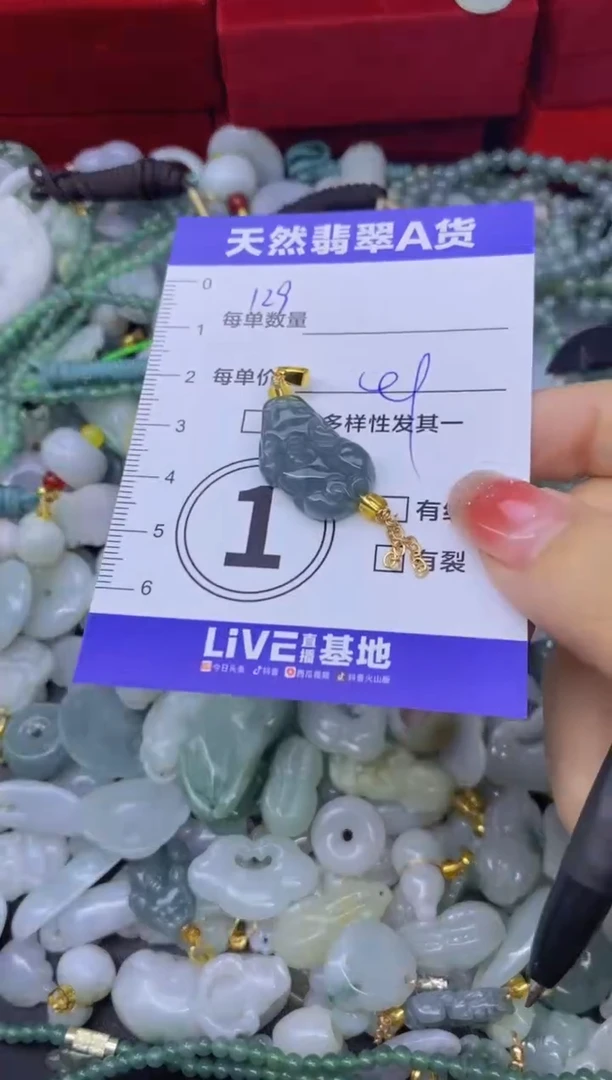 天然翡翠A货
0
129
1 每单数量
2 每单价
3 多样性发其一
4
1
5 有
有裂
6
LiVE直播基地
今日头条 抖音 西瓜视频 抖音火山版